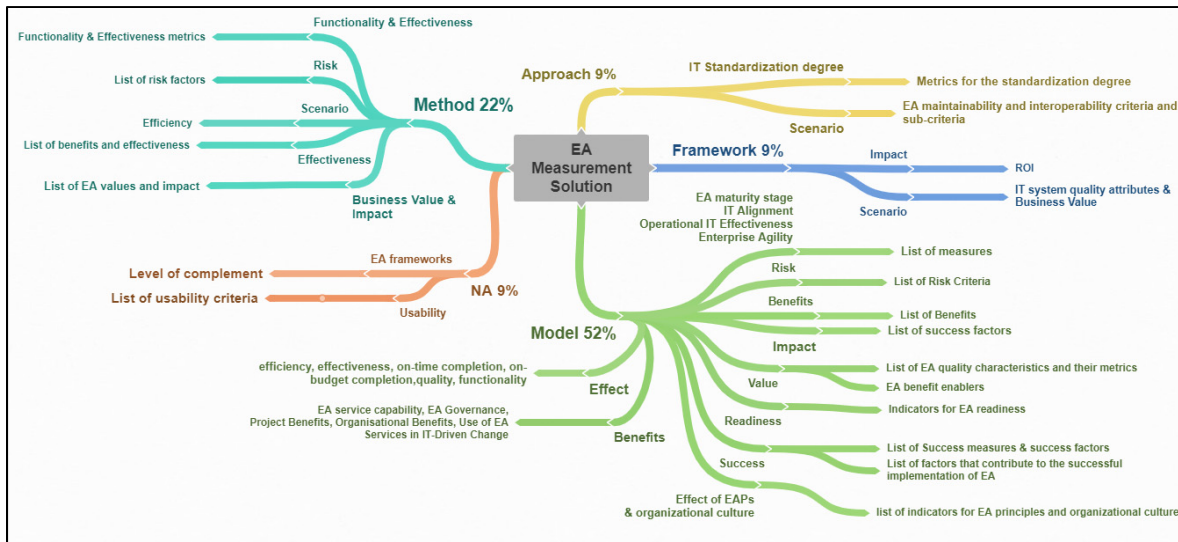 EA
Measurement
Solution
Method 22%
Functionality & Effectiveness
Functionality & Effectiveness metrics
Risk
List of risk factors
Scenario
Efficiency
List of benefits and effectiveness
Effectiveness
List of EA values and impact
Business Value &
Impact
NA 9%
EA frameworks
Level of complement
List of usability criteria
Usability
Approach 9%
IT Standardization degree
Metrics for the standardization degree
Scenario
EA maintainability and interoperability criteria and
sub-criteria
Framework 9%
Impact
ROI
Scenario
IT system quality attributes &
Business Value
Model 52%
EA maturity stage
IT Alignment
Operational IT Effectiveness
Enterprise Agility
List of measures
Risk
List of Risk Criteria
Benefits
List of Benefits
List of success factors
Impact
List of EA quality characteristics and their metrics
Value
EA benefit enablers
Indicators for EA readiness
Readiness
List of Success measures & success factors
Success
List of factors that contribute to the successful
implementation of EA
Effect of EAPs
& organizational culture
list of indicators for EA principles and organizational culture
efficiency, effectiveness, on-time completion, on-
budget completion,quality, functionality
Effect
EA service capability, EA Governance,
Project Benefits, Organisational Benefits, Use of EA
Services in IT-Driven Change
Benefits